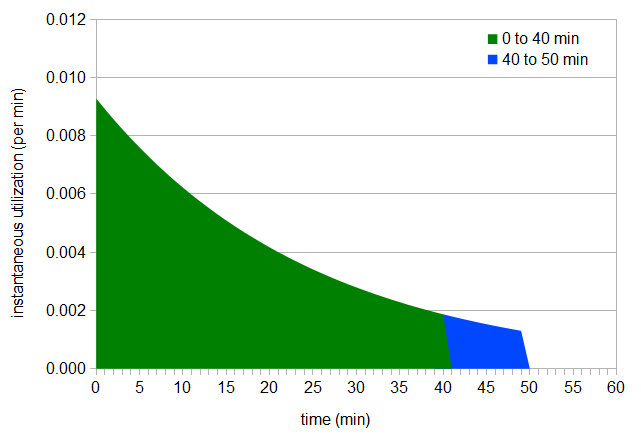 0.012
0 to 40 min
40 to 50 min
0.010
0.008
0.006
0.004
0.002
0.000
instantaneous utilization (per min)
0 5 10 15 20 25 30 35 40 45 50 55 60
time (min)